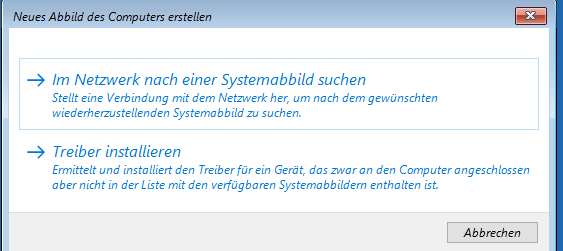 Neues Abbild des Computers erstellen
Im Netzwerk nach einer Systemabbild suchen
Stellt eine Verbindung mit dem Netzwerk her, um nach dem gewünschten
wiederherzustellenden Systemabbild zu suchen.
Treiber installieren
Ermittelt und installiert den Treiber für ein Gerät, das zwar an den Computer angeschlossen
aber nicht in der Liste mit den verfügbaren Systemabbildern enthalten ist.
Abbrechen